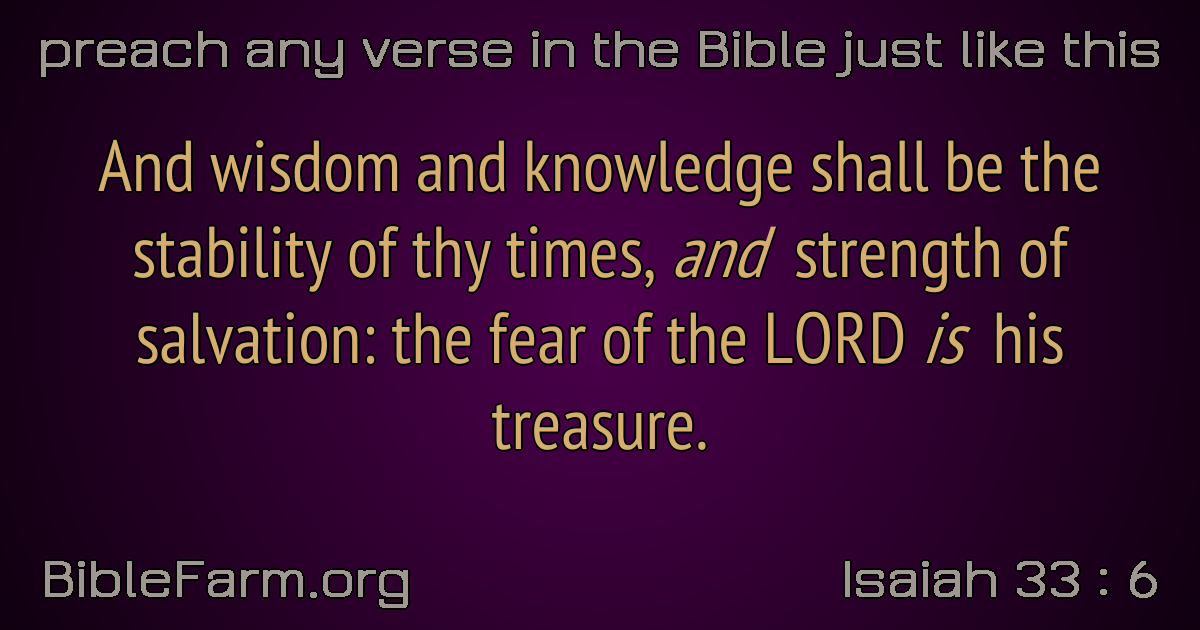 preach any verse in the Bible just like this
And wisdom and knowledge shall be the
stability of thy times, and strength of
salvation: the fear of the LORD is his
treasure.
BibleFarm.org
Isaiah 33 : 6